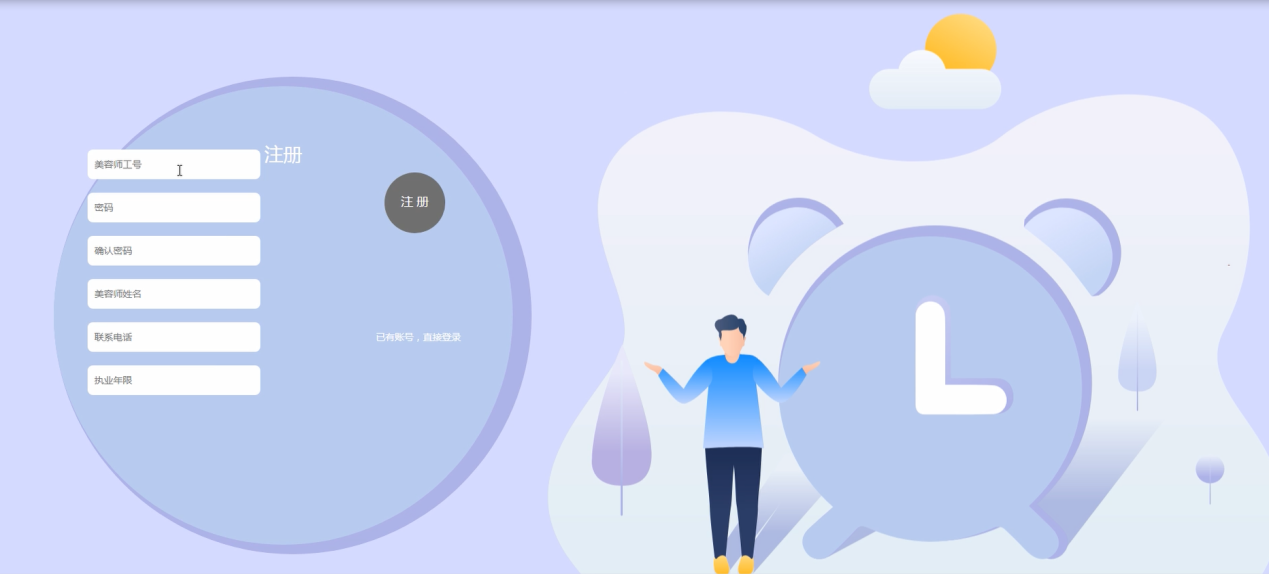 注册
美容师工号
密码
确认密码
美容师姓名
联系电话
执业年限
注 册
已有账号，直接登录